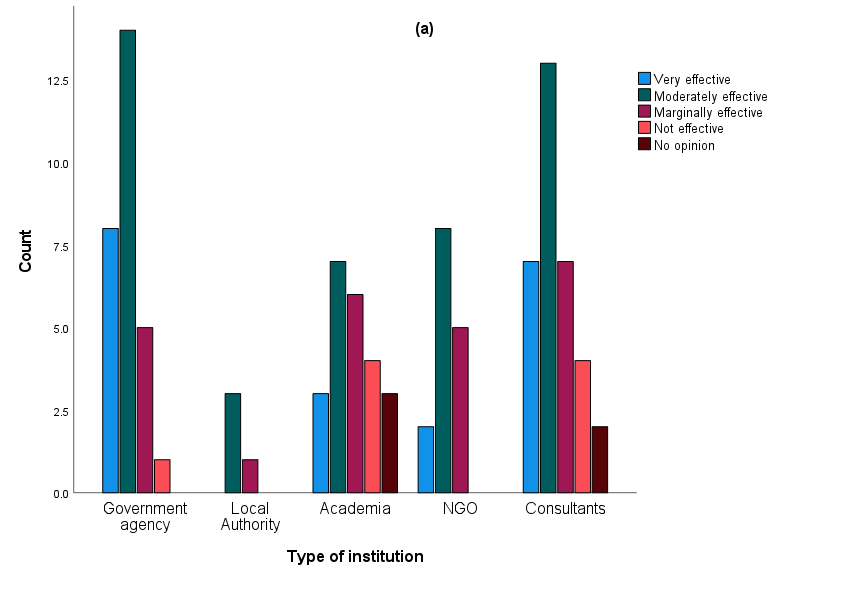 (a)
12.5
10.0
7.5
5.0
2.5
0.0
Count
Very effective
Moderately effective
Marginally effective
Not effective
No opinion
Government
agency
Local
Authority
Academia
NGO
Consultants
Type of institution